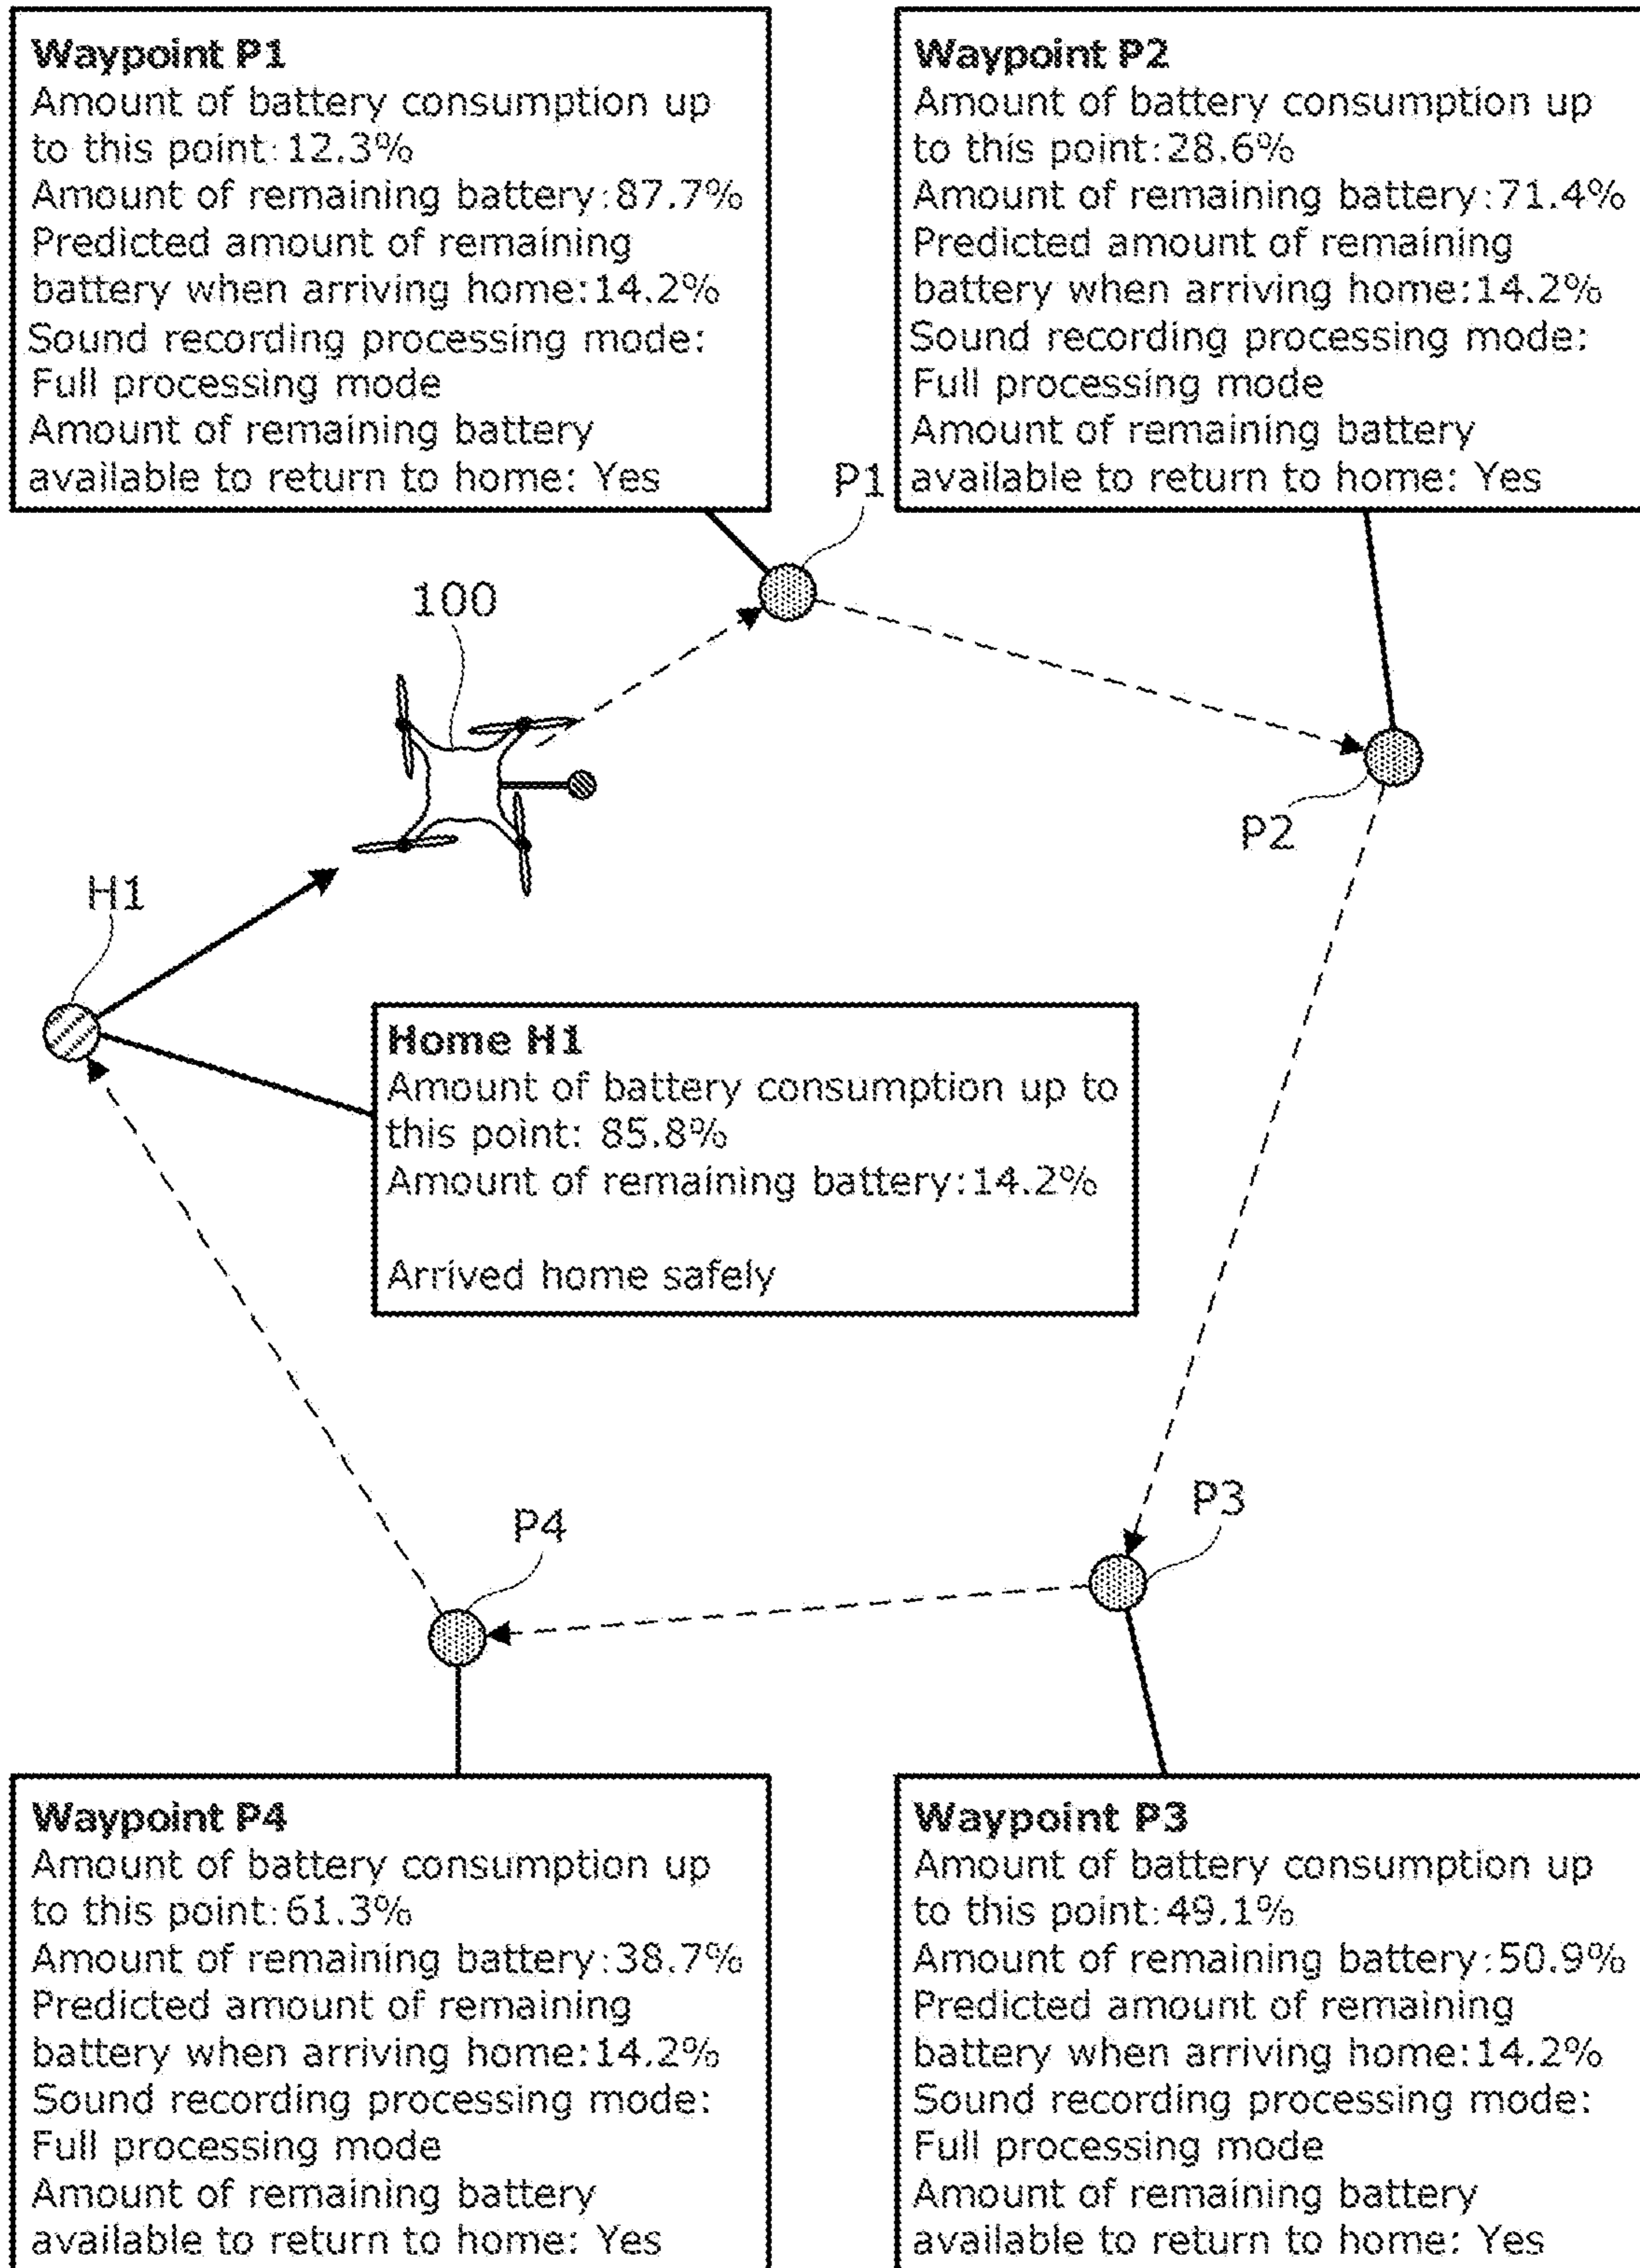 Waypoint P1
Amount of battery consumption up
to this point:12.3%
Amount of remaining battery:87.7%
Predicted amount of remaining
battery when arriving home:14.2%
Sound recording processing mode:
Full processing mode
Amount of remaining battery
available to return to home: Yes
Waypoint P2
Amount of battery consumption up
to this point:28.6%
Amount of remaining battery:71.4%
Predicted amount of remaining
battery when arriving home:14.2%
Sound recording processing mode:
Full processing mode
Amount of remaining battery
available to return to home: Yes
P1
100
P2
H1
Home H1
Amount of battery consumption up to
this point: 85.8%
Amount of remaining battery:14.2%
Arrived home safely
P3
P4
Waypoint P4
Amount of battery consumption up
to this point:61.3%
Amount of remaining battery:38.7%
Predicted amount of remaining
battery when arriving home:14.2%
Sound recording processing mode:
Full processing mode
Amount of remaining battery
available to return to home: Yes
Waypoint P3
Amount of battery consumption up
to this point:49.1%
Amount of remaining battery:50.9%
Predicted amount of remaining
battery when arriving home:14.2%
Sound recording processing mode:
Full processing mode
Amount of remaining battery
available to return to home: Yes